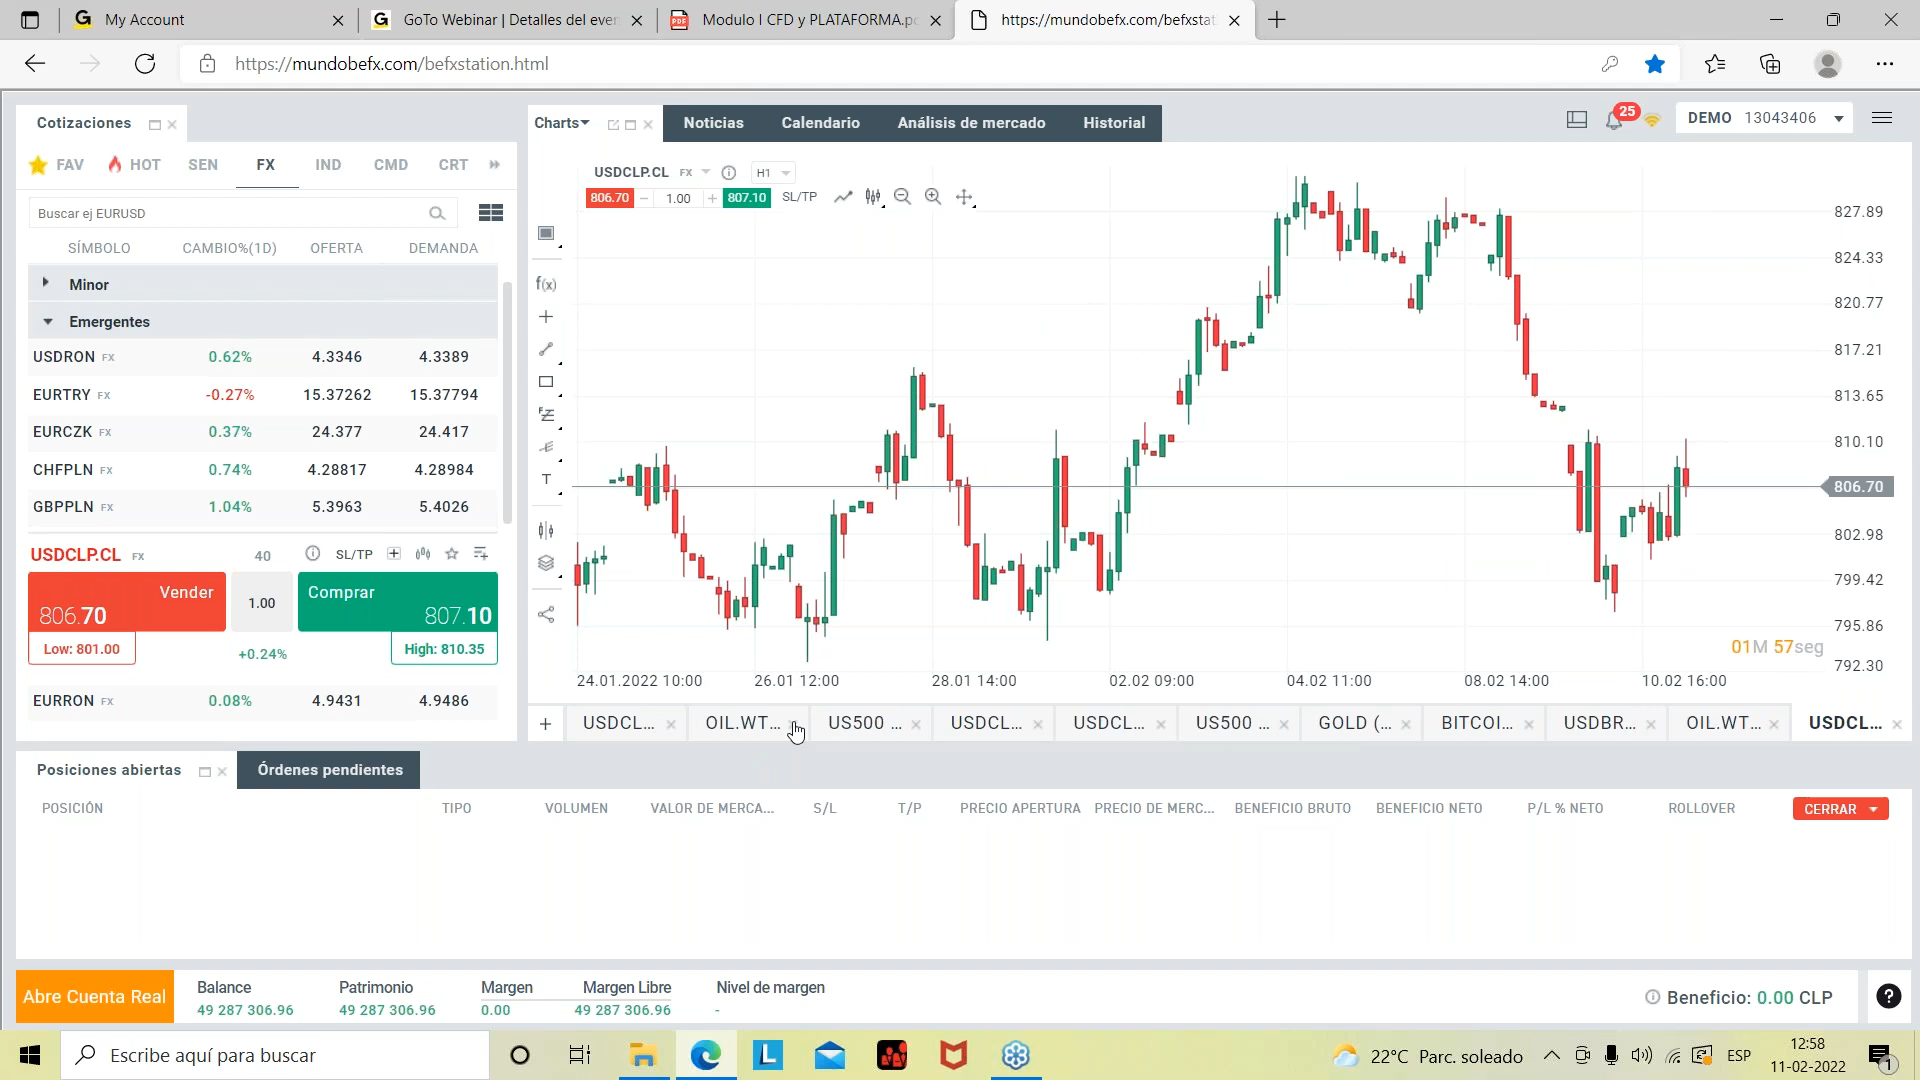 My Account
GoTo Webinar | Detalles del eve
Modulo I CFD y PLATAFORMA.p
https://mundobefx.com/befxstat
https://mundobefx.com/befxstation.html
Cotizaciones
Charts
Noticias
Calendario
Análisis de mercado
Historial
25
DEMO 13043406
FAV HOT SEN FX IND CMD CRT
Buscar ej EURUSD
SÍMBOLO CAMBIO%(1D) OFERTA DEMANDA
Minor
Emergentes
USDRON FX 0.62% 4.3346 4.3389
EURTRY FX -0.27% 15.37262 15.37794
EURCZK FX 0.37% 24.377 24.417
CHFPLN FX 0.74% 4.28817 4.28984
GBPPLN FX 1.04% 5.3963 5.4026
USDCLP.CL FX 40 SL/TP
Vender 1.00 Comprar
806.70 807.10
Low: 801.00 +0.24% High: 810.35
EURRON FX 0.08% 4.9431 4.9486
USDCLP.CL FX H1
806.70 1.00 807.10 SL/TP
f(x)
T
827.89
824.33
820.77
817.21
813.65
810.10
806.70
802.98
799.42
795.86
792.30
01M 57seg
24.01.2022 10:00 26.01 12:00 28.01 14:00 02.02 09:00 04.02 11:00 08.02 14:00 10.02 16:00
USDCL... OIL.WT... US500 ... USDCL... USDCL... US500 ... GOLD (... BITCOI... USDBR... OIL.WT... USDCL...
Posiciones abiertas
Órdenes pendientes
POSICIÓN TIPO VOLUMEN VALOR DE MERCA... S/L T/P PRECIO APERTURA PRECIO DE MERC... BENEFICIO BRUTO BENEFICIO NETO P/L % NETO ROLLOVER CERRAR
Abre Cuenta Real
Balance Patrimonio Margen Margen Libre Nivel de margen
49 287 306.96 49 287 306.96 0.00 49 287 306.96 -
Beneficio: 0.00 CLP
Escribe aquí para buscar
22°C Parc. soleado
ESP
12:58
11-02-2022
1